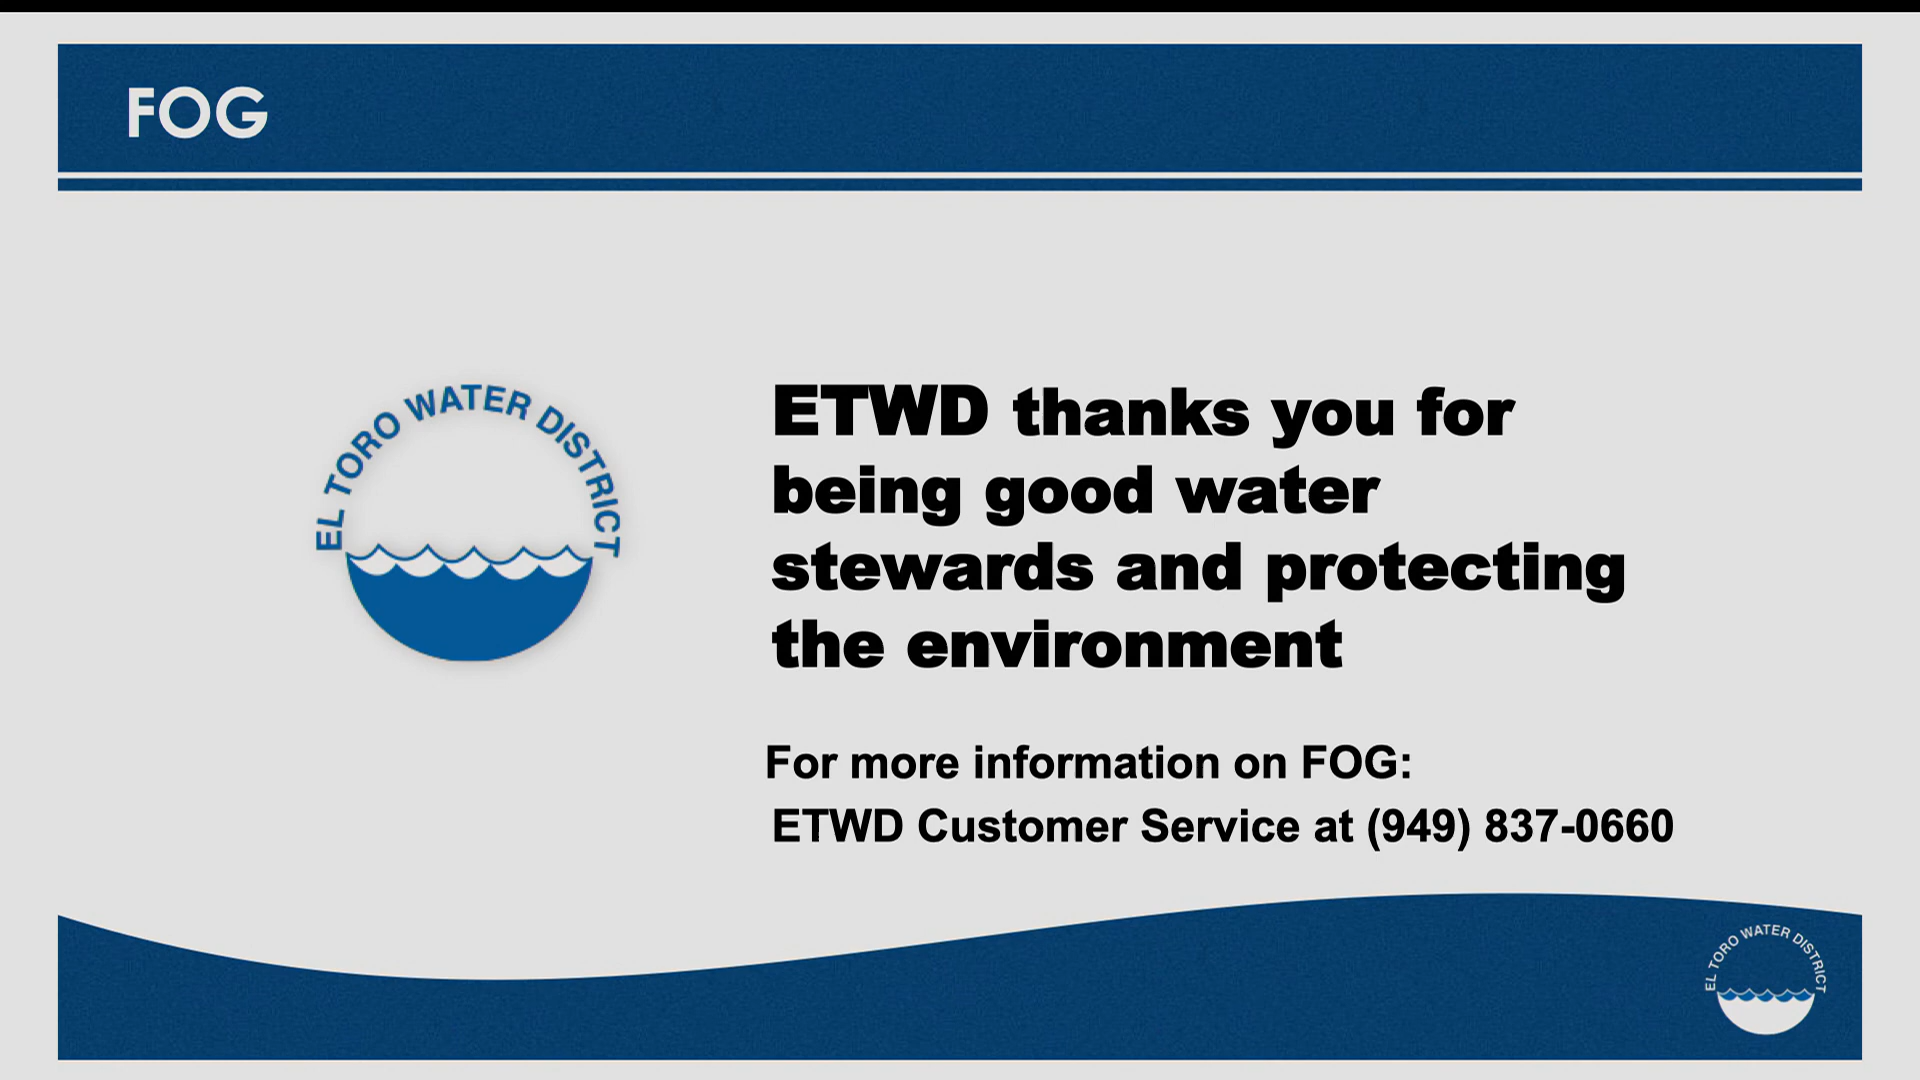 FOG
EL TORO WATER DISTRICT
ETWD thanks you for
being good water
stewards and protecting
the environment
For more information on FOG:
ETWD Customer Service at (949) 837-0660
EL TORO WATER DISTRICT